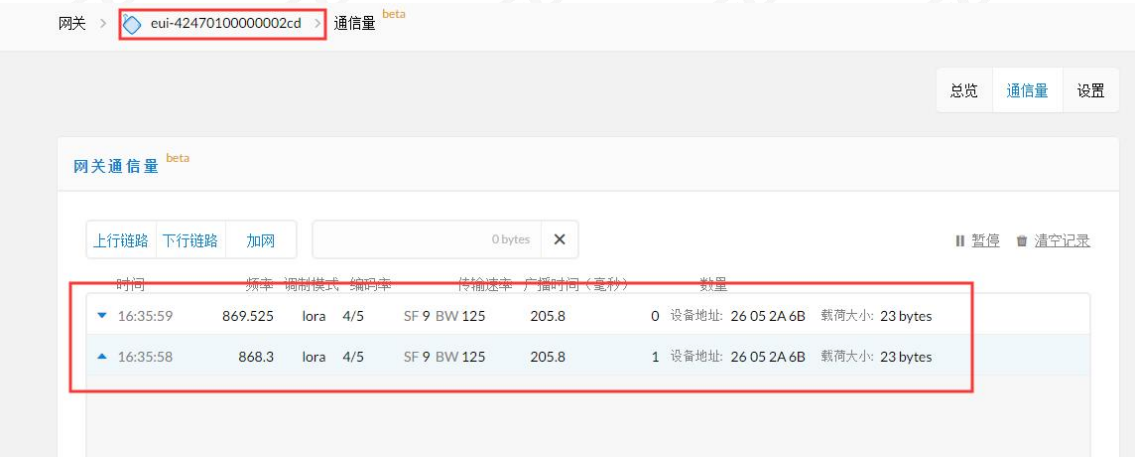 网关 > eui-42470100000002cd > 通信量 beta
总览 通信量 设置
网关通信量 beta
上行链路 下行链路 加网 0 bytes 暂停 清空记录
时间 频率 调制模式 编码率 传输速率 广播时间（毫秒） 数量
16:35:59 869.525 lora 4/5 SF 9 BW 125 205.8 0 设备地址: 26 05 2A 6B 载荷大小: 23 bytes
16:35:58 868.3 lora 4/5 SF 9 BW 125 205.8 1 设备地址: 26 05 2A 6B 载荷大小: 23 bytes